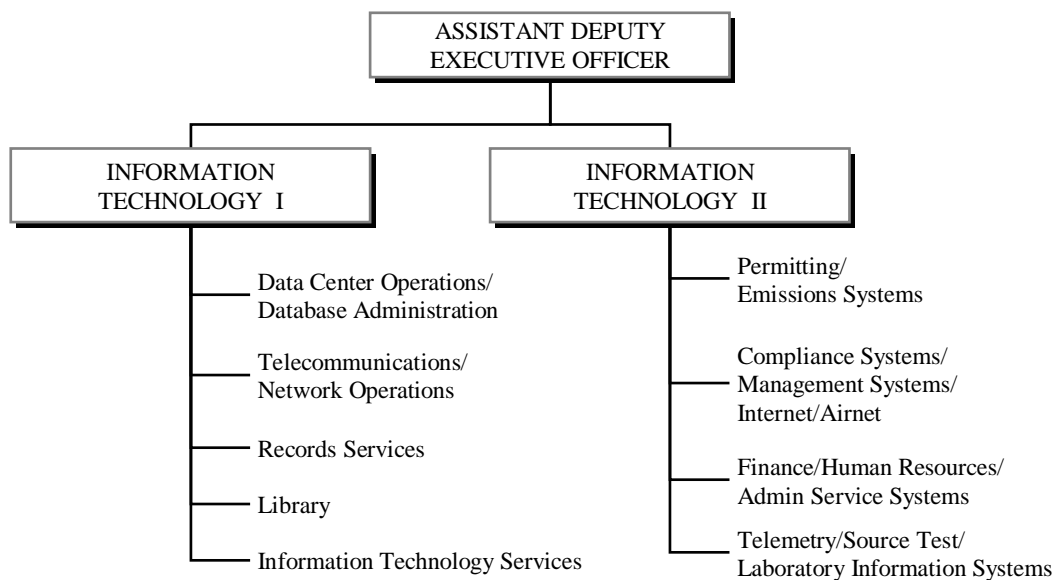 ASSISTANT DEPUTY
EXECUTIVE OFFICER
INFORMATION
TECHNOLOGY I
Data Center Operations/
Database Administration
Telecommunications/
Network Operations
Records Services
Library
Information Technology Services
INFORMATION
TECHNOLOGY II
Permitting/
Emissions Systems
Compliance Systems/
Management Systems/
Internet/Airnet
Finance/Human Resources/
Admin Service Systems
Telemetry/Source Test/
Laboratory Information Systems